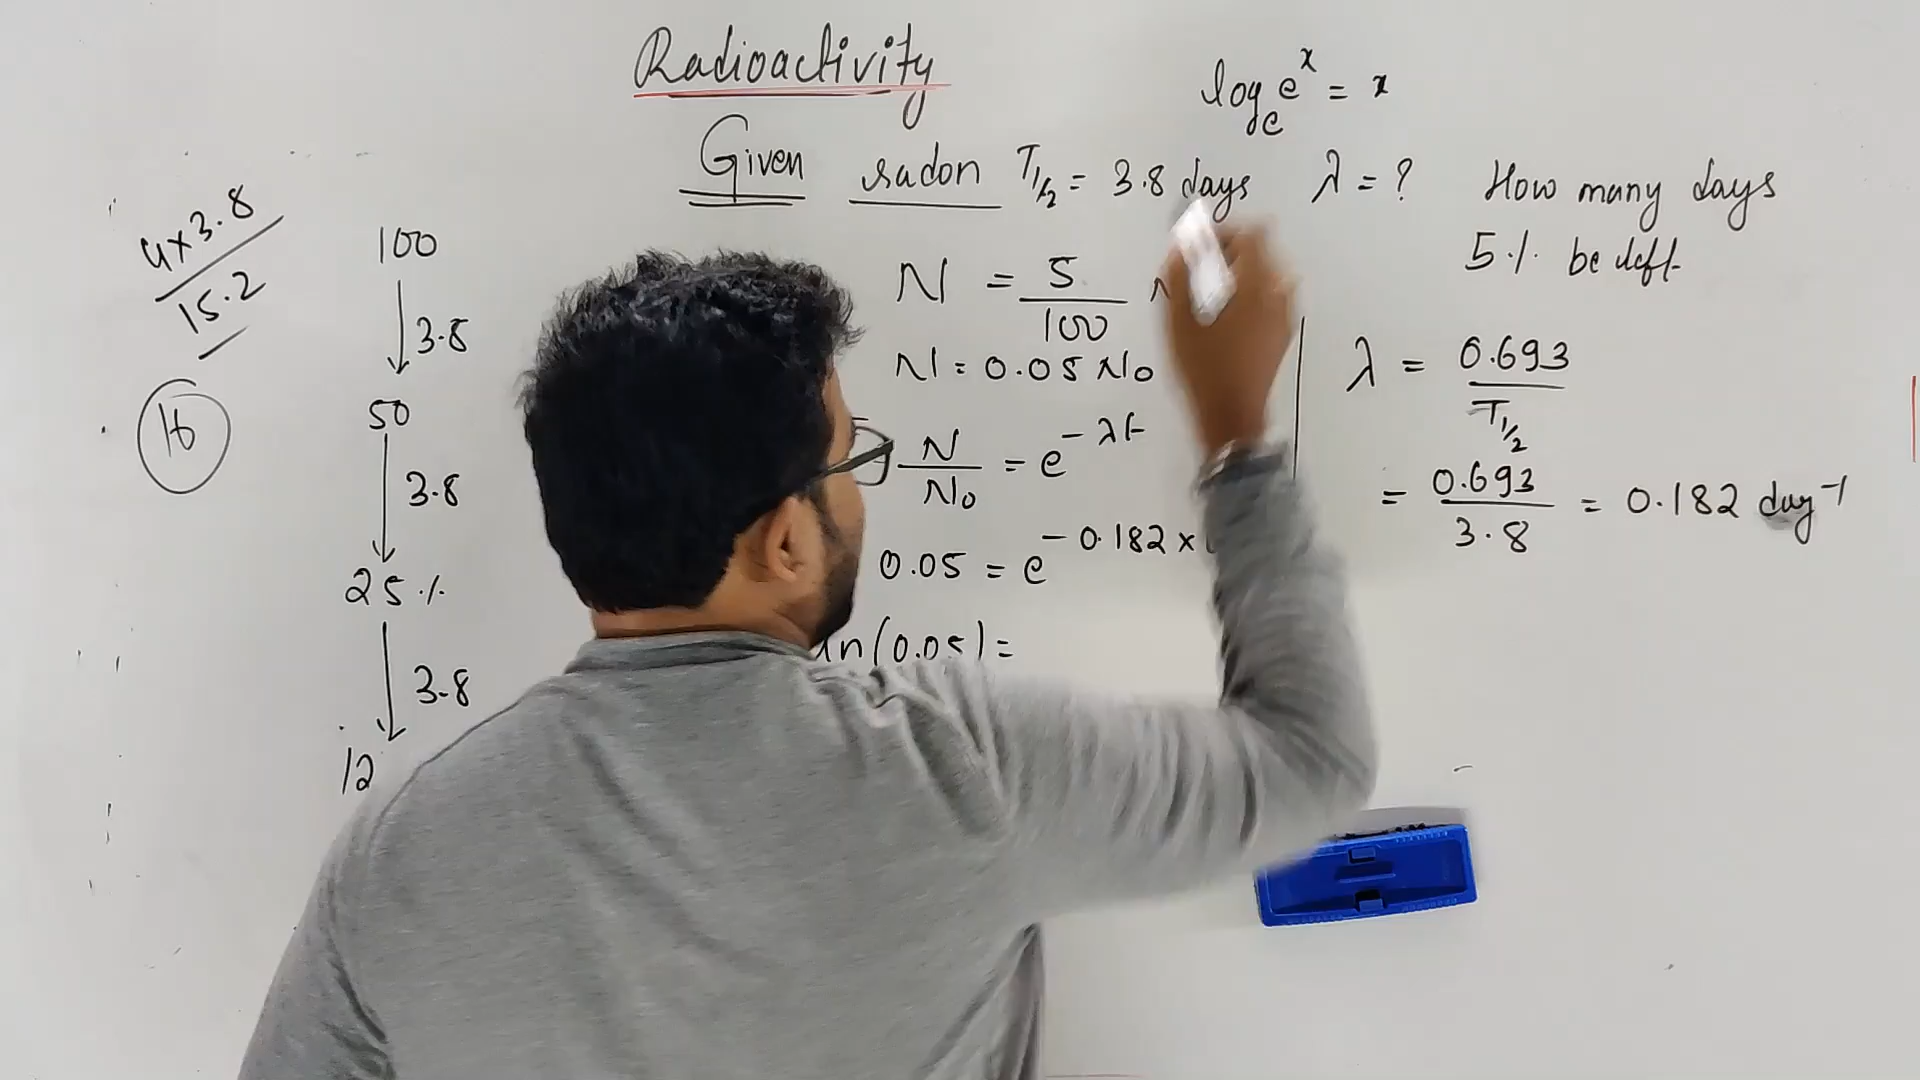 Radioactivity
log_e e^x = x
Given radon T1/2 = 3.8 days λ = ? How many days
5% be left
4×3.8
15.2
16
100
3.8
50
3.8
25%
3.8
12
N = 5/100
N = 0.05 N0
N/N0 = e^-λt
0.05 = e^-0.182×
ln(0.05) =
λ = 0.693/T1/2
= 0.693/3.8 = 0.182 day^-1